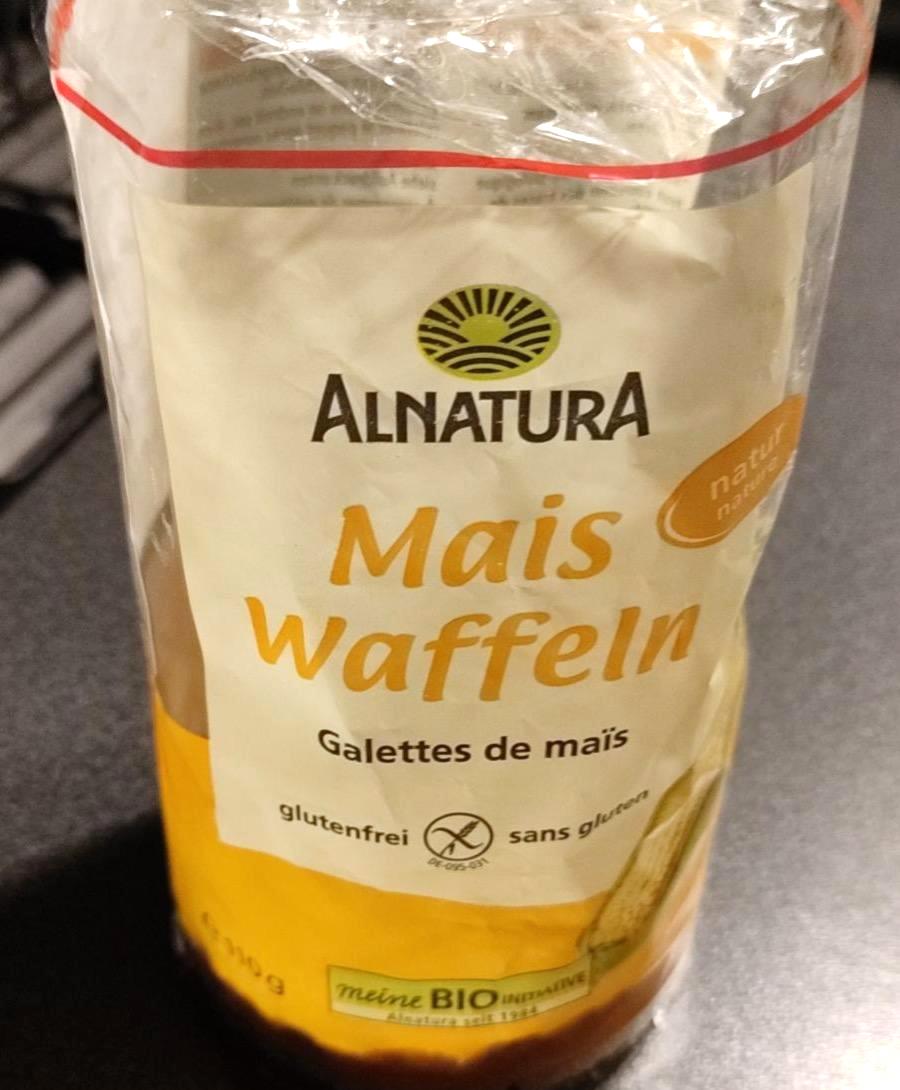 ALNATURA
natur
nature
Mais
Waffeln
Galettes de maïs
glutenfrei
sans gluten
DE-095-031
℮ 110 g
meine BIO INITIATIVE
Alnatura seit 1984